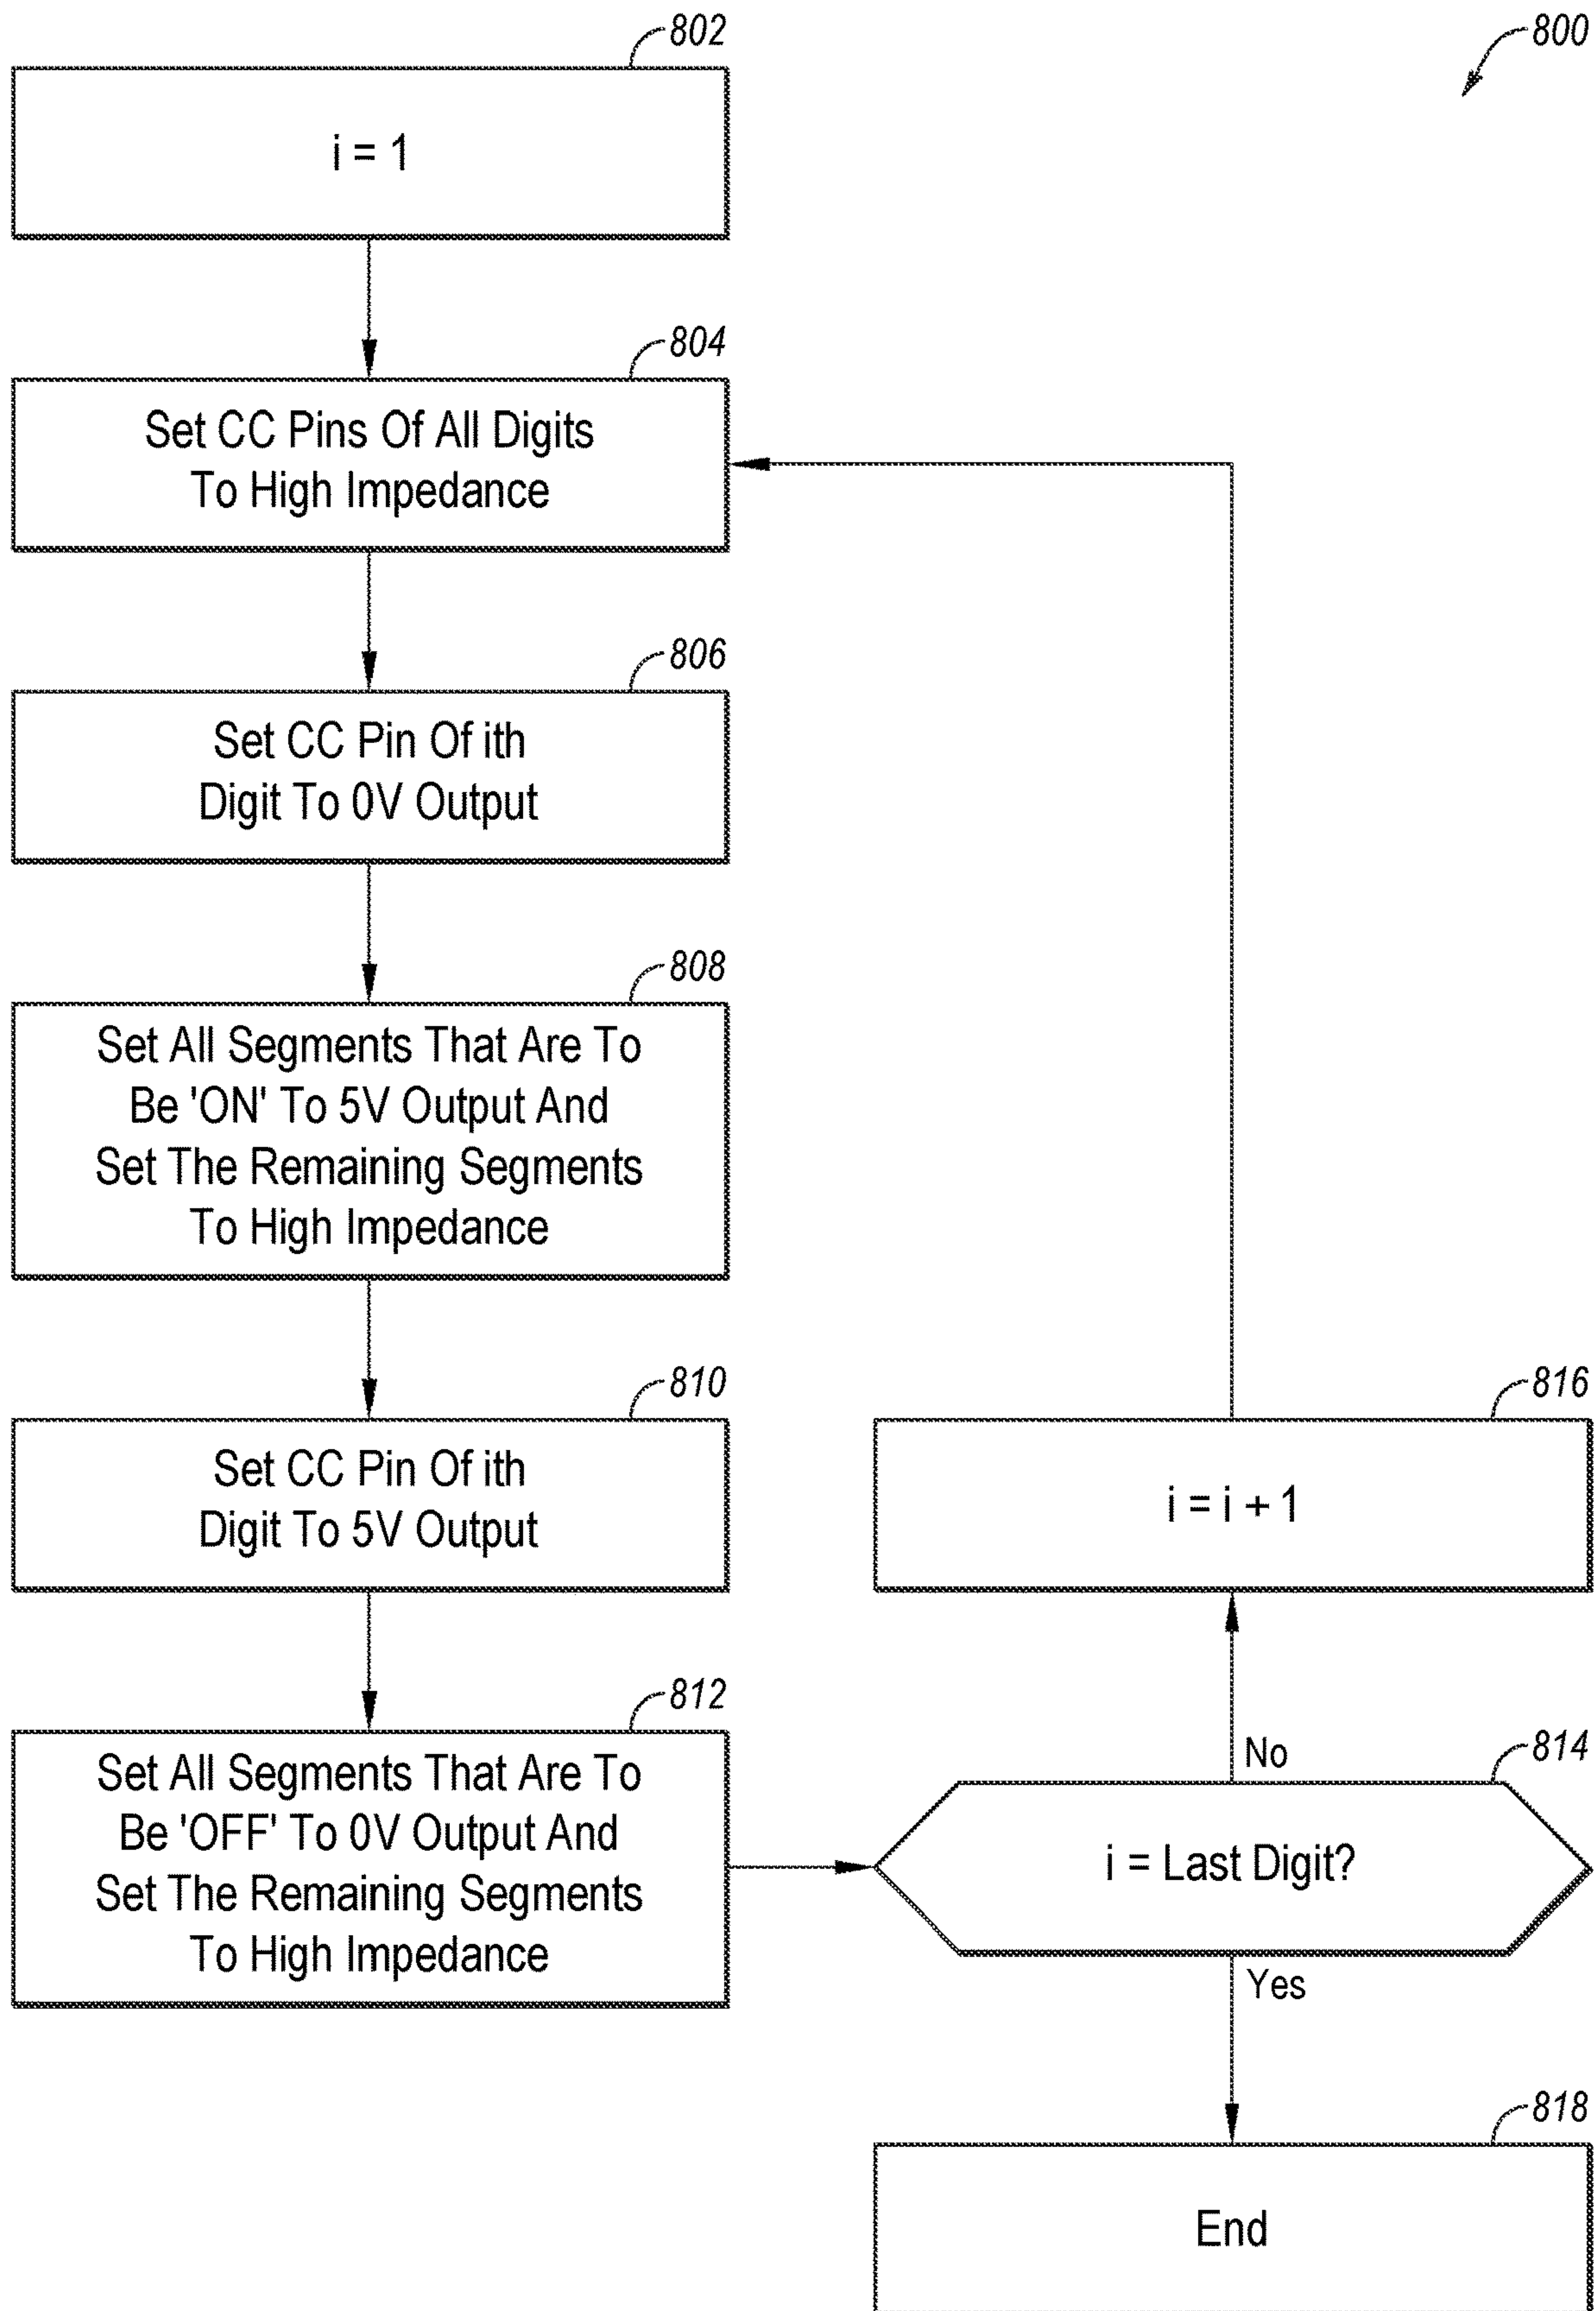 802
800
i = 1
804
Set CC Pins Of All Digits
To High Impedance
806
Set CC Pin Of ith
Digit To 0V Output
808
Set All Segments That Are To
Be 'ON' To 5V Output And
Set The Remaining Segments
To High Impedance
810
Set CC Pin Of ith
Digit To 5V Output
812
Set All Segments That Are To
Be 'OFF' To 0V Output And
Set The Remaining Segments
To High Impedance
816
i = i + 1
No
814
i = Last Digit?
Yes
818
End